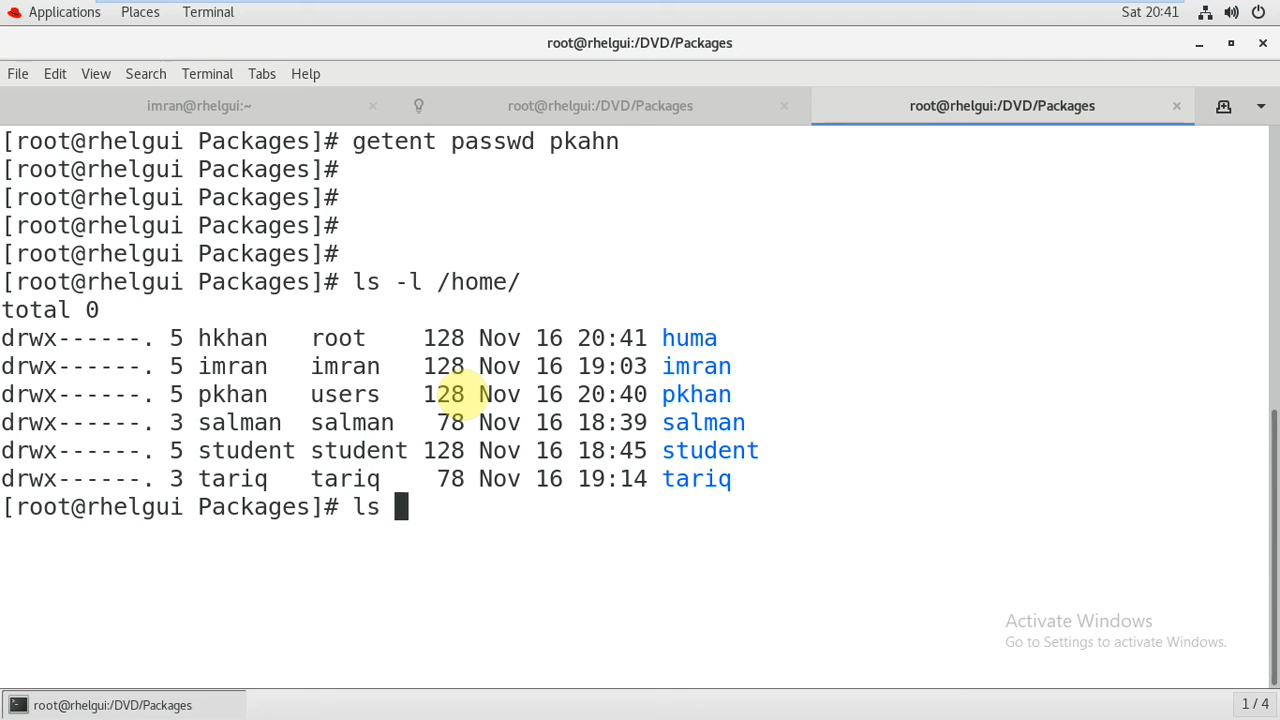 Applications Places Terminal Sat 20:41
root@rhelgui:/DVD/Packages
File Edit View Search Terminal Tabs Help
imran@rhelgui:~ root@rhelgui:/DVD/Packages root@rhelgui:/DVD/Packages
[root@rhelgui Packages]# getent passwd pkahn
[root@rhelgui Packages]#
[root@rhelgui Packages]#
[root@rhelgui Packages]#
[root@rhelgui Packages]#
[root@rhelgui Packages]# ls -l /home/
total 0
drwx------. 5 hkhan   root    128 Nov 16 20:41 huma
drwx------. 5 imran   imran   128 Nov 16 19:03 imran
drwx------. 5 pkhan   users   128 Nov 16 20:40 pkhan
drwx------. 3 salman  salman   78 Nov 16 18:39 salman
drwx------. 5 student student 128 Nov 16 18:45 student
drwx------. 3 tariq   tariq    78 Nov 16 19:14 tariq
[root@rhelgui Packages]# ls
Activate Windows
Go to Settings to activate Windows.
root@rhelgui:/DVD/Packages 1 / 4